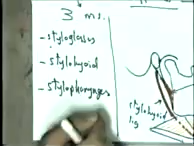 3 ms.
- styloglossus
- stylohyoid
- stylopharyngeus
stylohyoid
lig